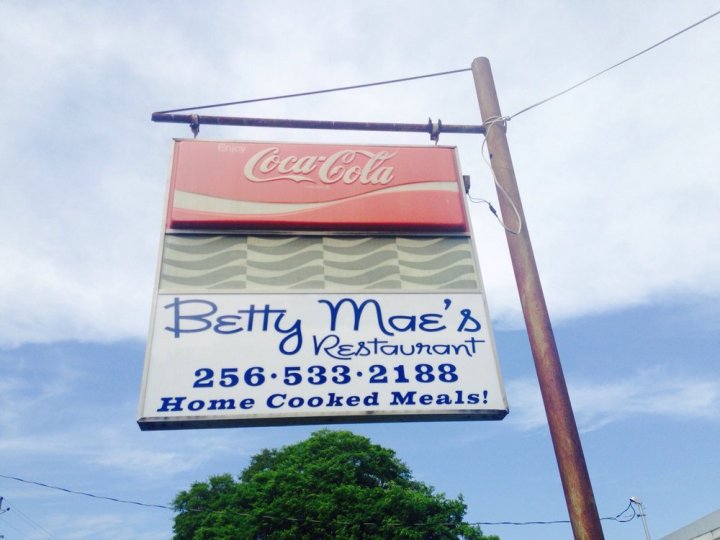 Enjoy
Coca-Cola
Betty Mae's
Restaurant
256·533·2188
Home Cooked Meals!